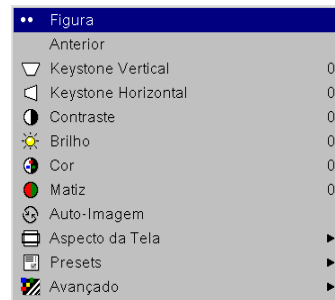 Figura
Anterior
Keystone Vertical 0
Keystone Horizontal 0
Contraste 0
Brilho 0
Cor 0
Matiz 0
Auto-Imagem
Aspecto da Tela
Presets
Avançado